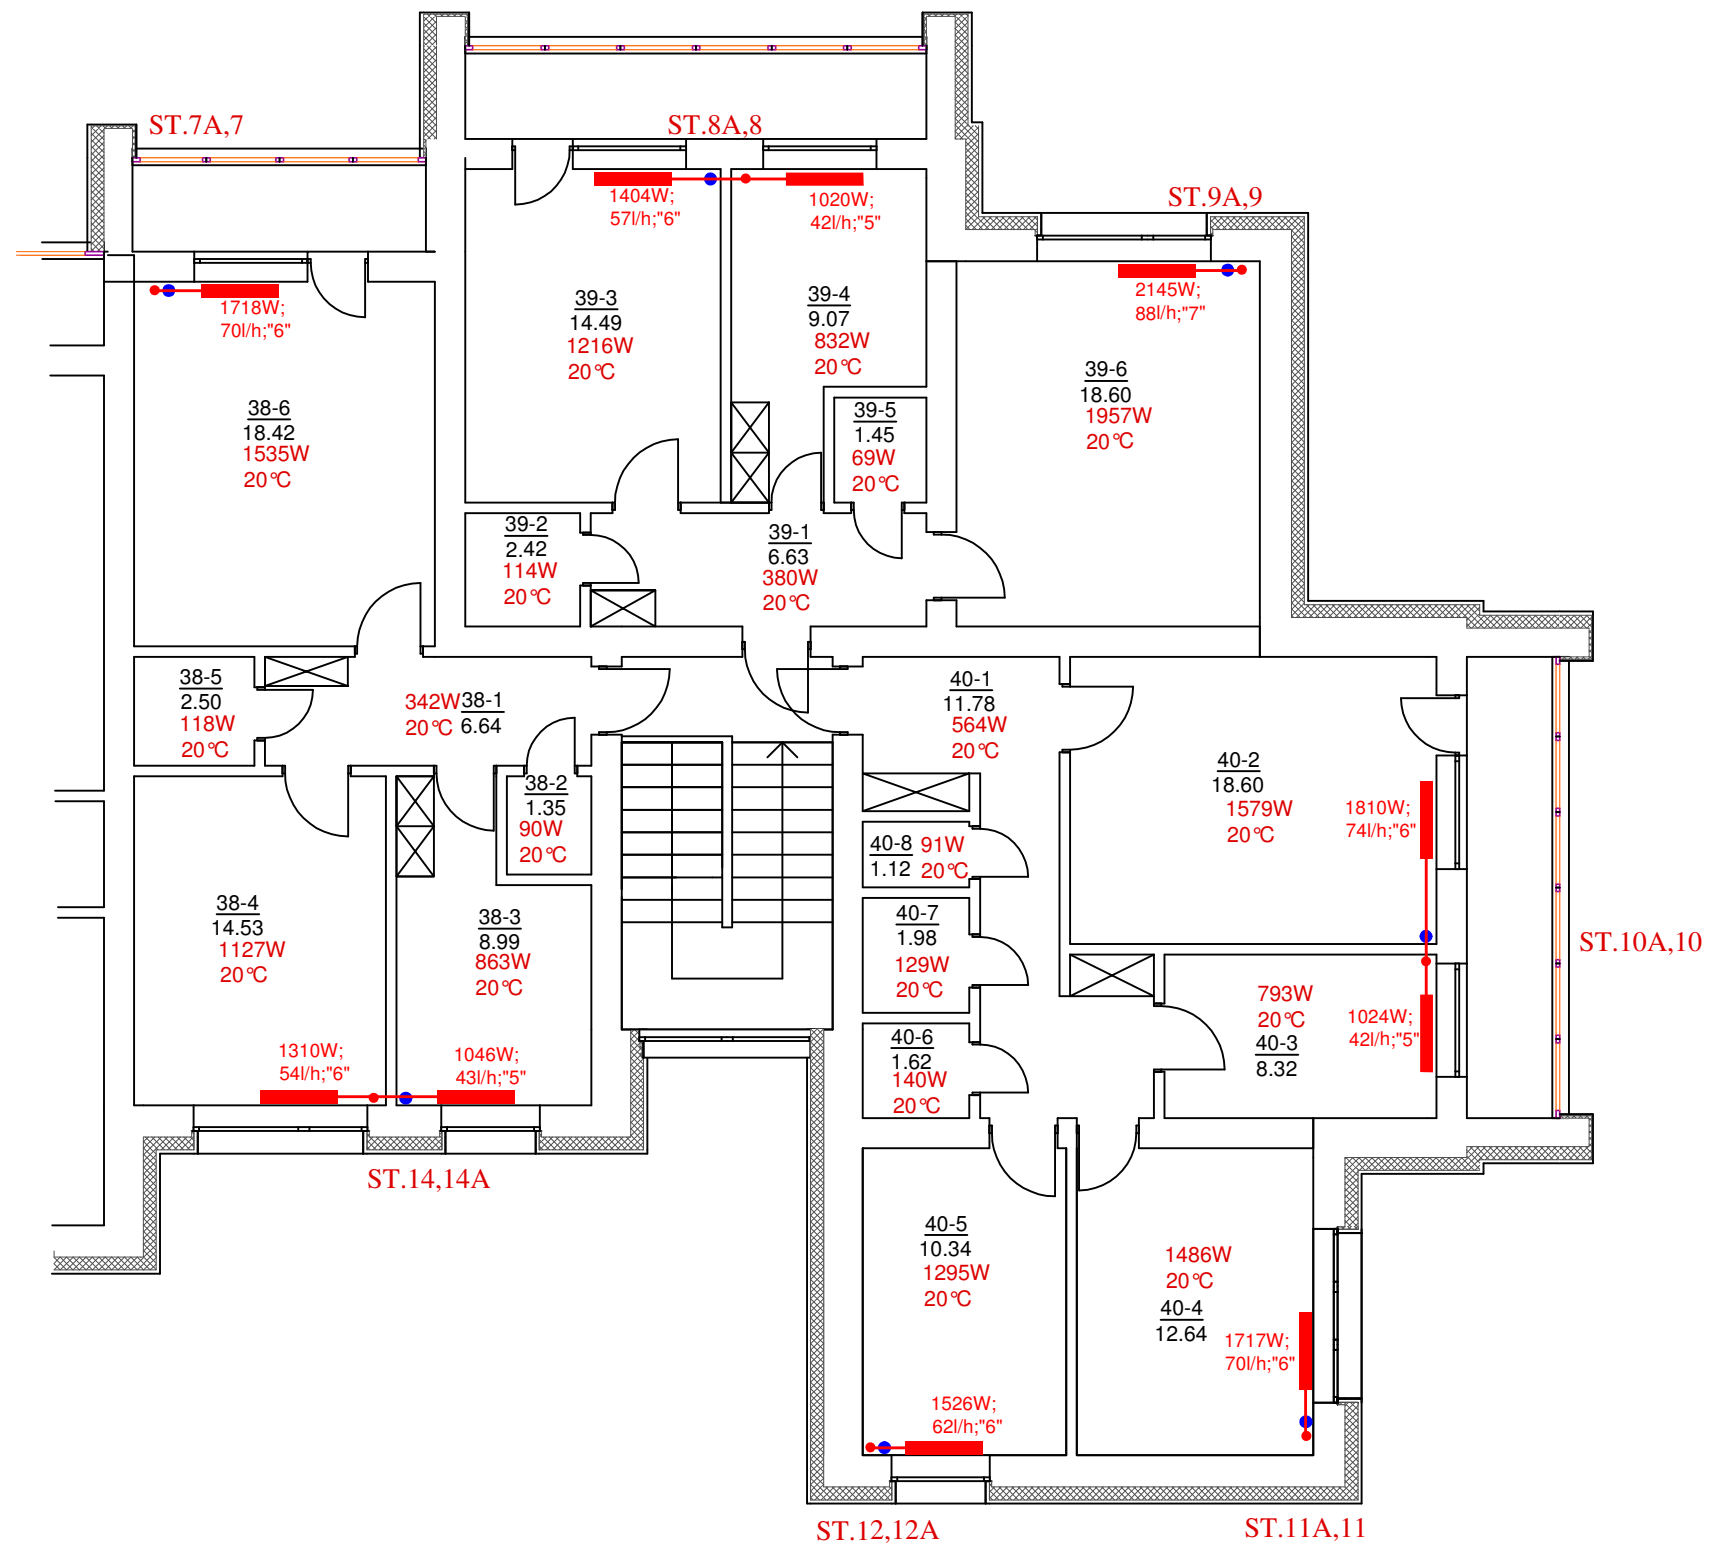 ST.7A,7
ST.8A,8
ST.9A,9
1404W;
57l/h;"6"
1020W;
42l/h;"5"
2145W;
88l/h;"7"
1718W;
70l/h;"6"
39-3
14.49
1216W
20°C
39-4
9.07
832W
20°C
39-6
18.60
1957W
20°C
38-6
18.42
1535W
20°C
39-5
1.45
69W
20°C
39-2
2.42
114W
20°C
39-1
6.63
380W
20°C
38-5
2.50
118W
20°C
342W 38-1
20°C 6.64
40-1
11.78
564W
20°C
38-2
1.35
90W
20°C
40-2
18.60
1579W
20°C
1810W;
74l/h;"6"
40-8 91W
1.12 20°C
38-4
14.53
1127W
20°C
38-3
8.99
863W
20°C
40-7
1.98
129W
20°C
ST.10A,10
793W
20°C
40-3
8.32
1024W;
42l/h;"5"
40-6
1.62
140W
20°C
1310W;
54l/h;"6"
1046W;
43l/h;"5"
ST.14,14A
40-5
10.34
1295W
20°C
1486W
20°C
40-4
12.64
1717W;
70l/h;"6"
1526W;
62l/h;"6"
ST.12,12A
ST.11A,11